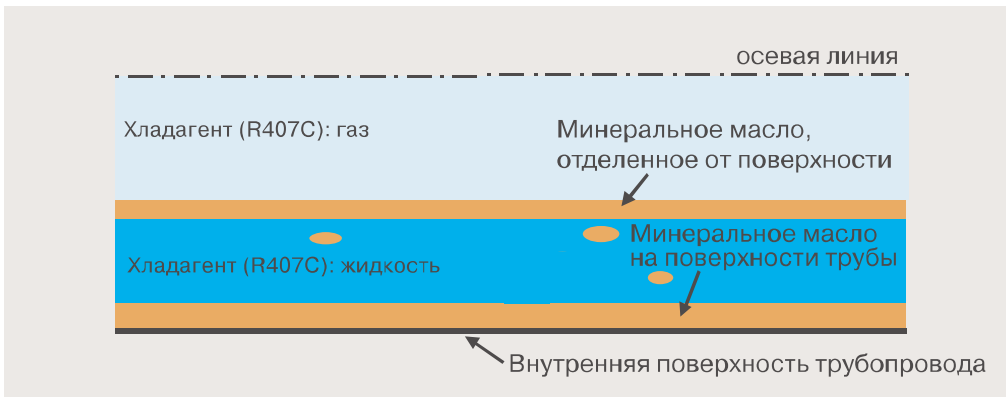 осевая линия
Хладагент (R407C): газ
Минеральное масло,
отделенное от поверхности
Минеральное масло
на поверхности трубы
Хладагент (R407C): жидкость
Внутренняя поверхность трубопровода